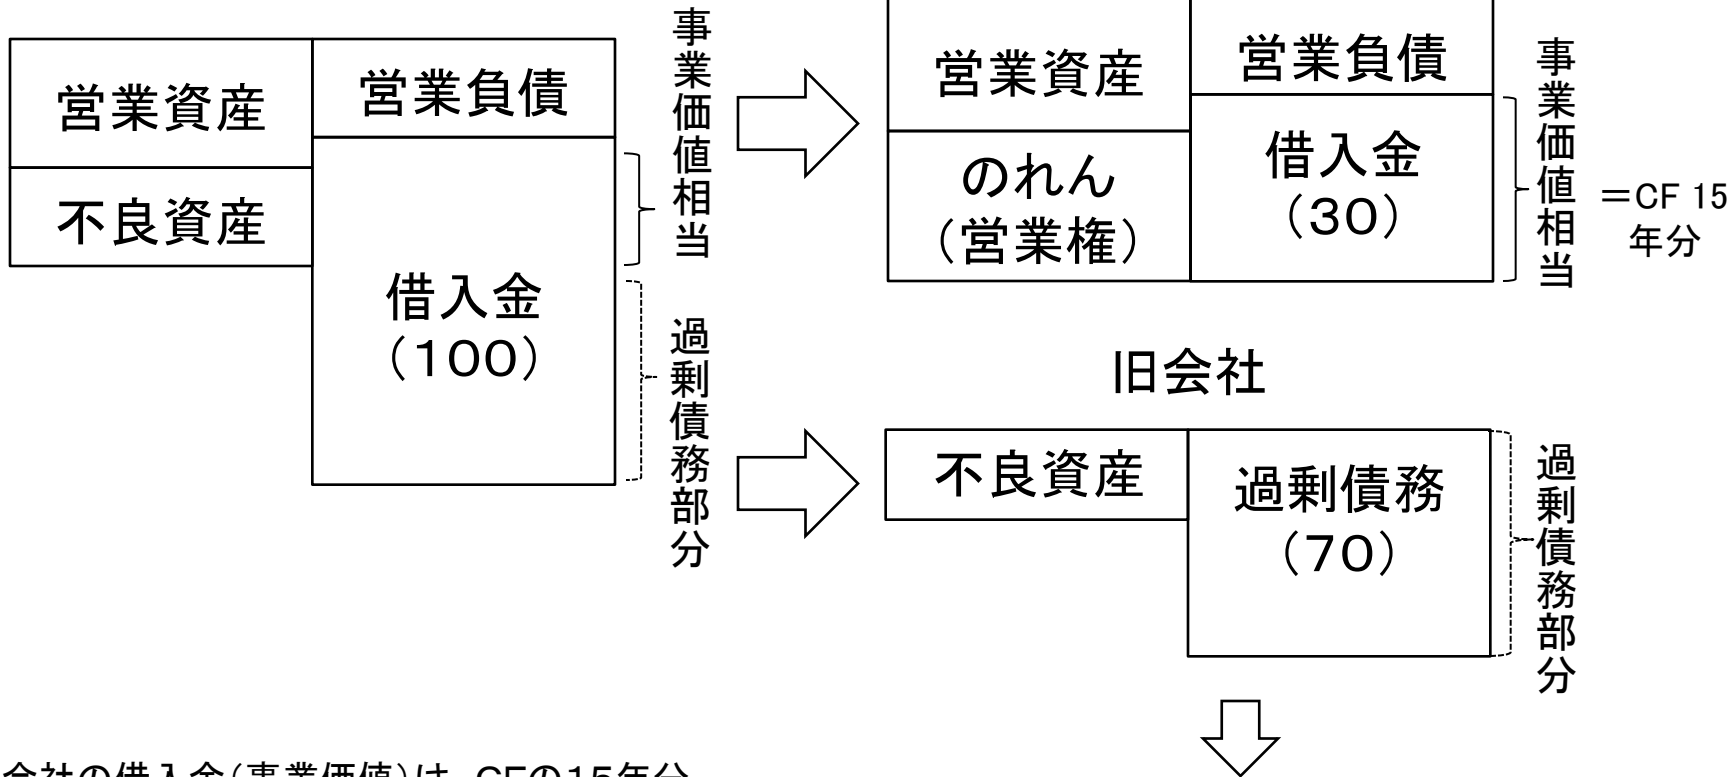 営業資産
不良資産
営業負債
借入金
（100）
事業価値相当
過剰債務部分
営業資産
のれん
（営業権）
営業負債
借入金
（30）
事業価値相当
＝CF 15
年分
旧会社
不良資産
過剰債務
（70）
過剰債務部分
会社の借入金（事業価値）は、CFの15年分